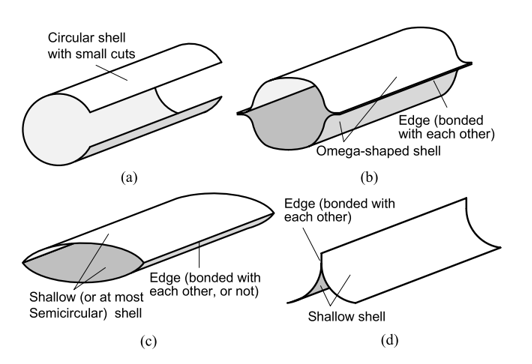 Circular shell
with small cuts
(a)
Edge (bonded
with each other)
Omega-shaped shell
(b)
Shallow (or at most
Semicircular) shell
Edge (bonded with
each other, or not)
(c)
Edge (bonded with
each other)
Shallow shell
(d)